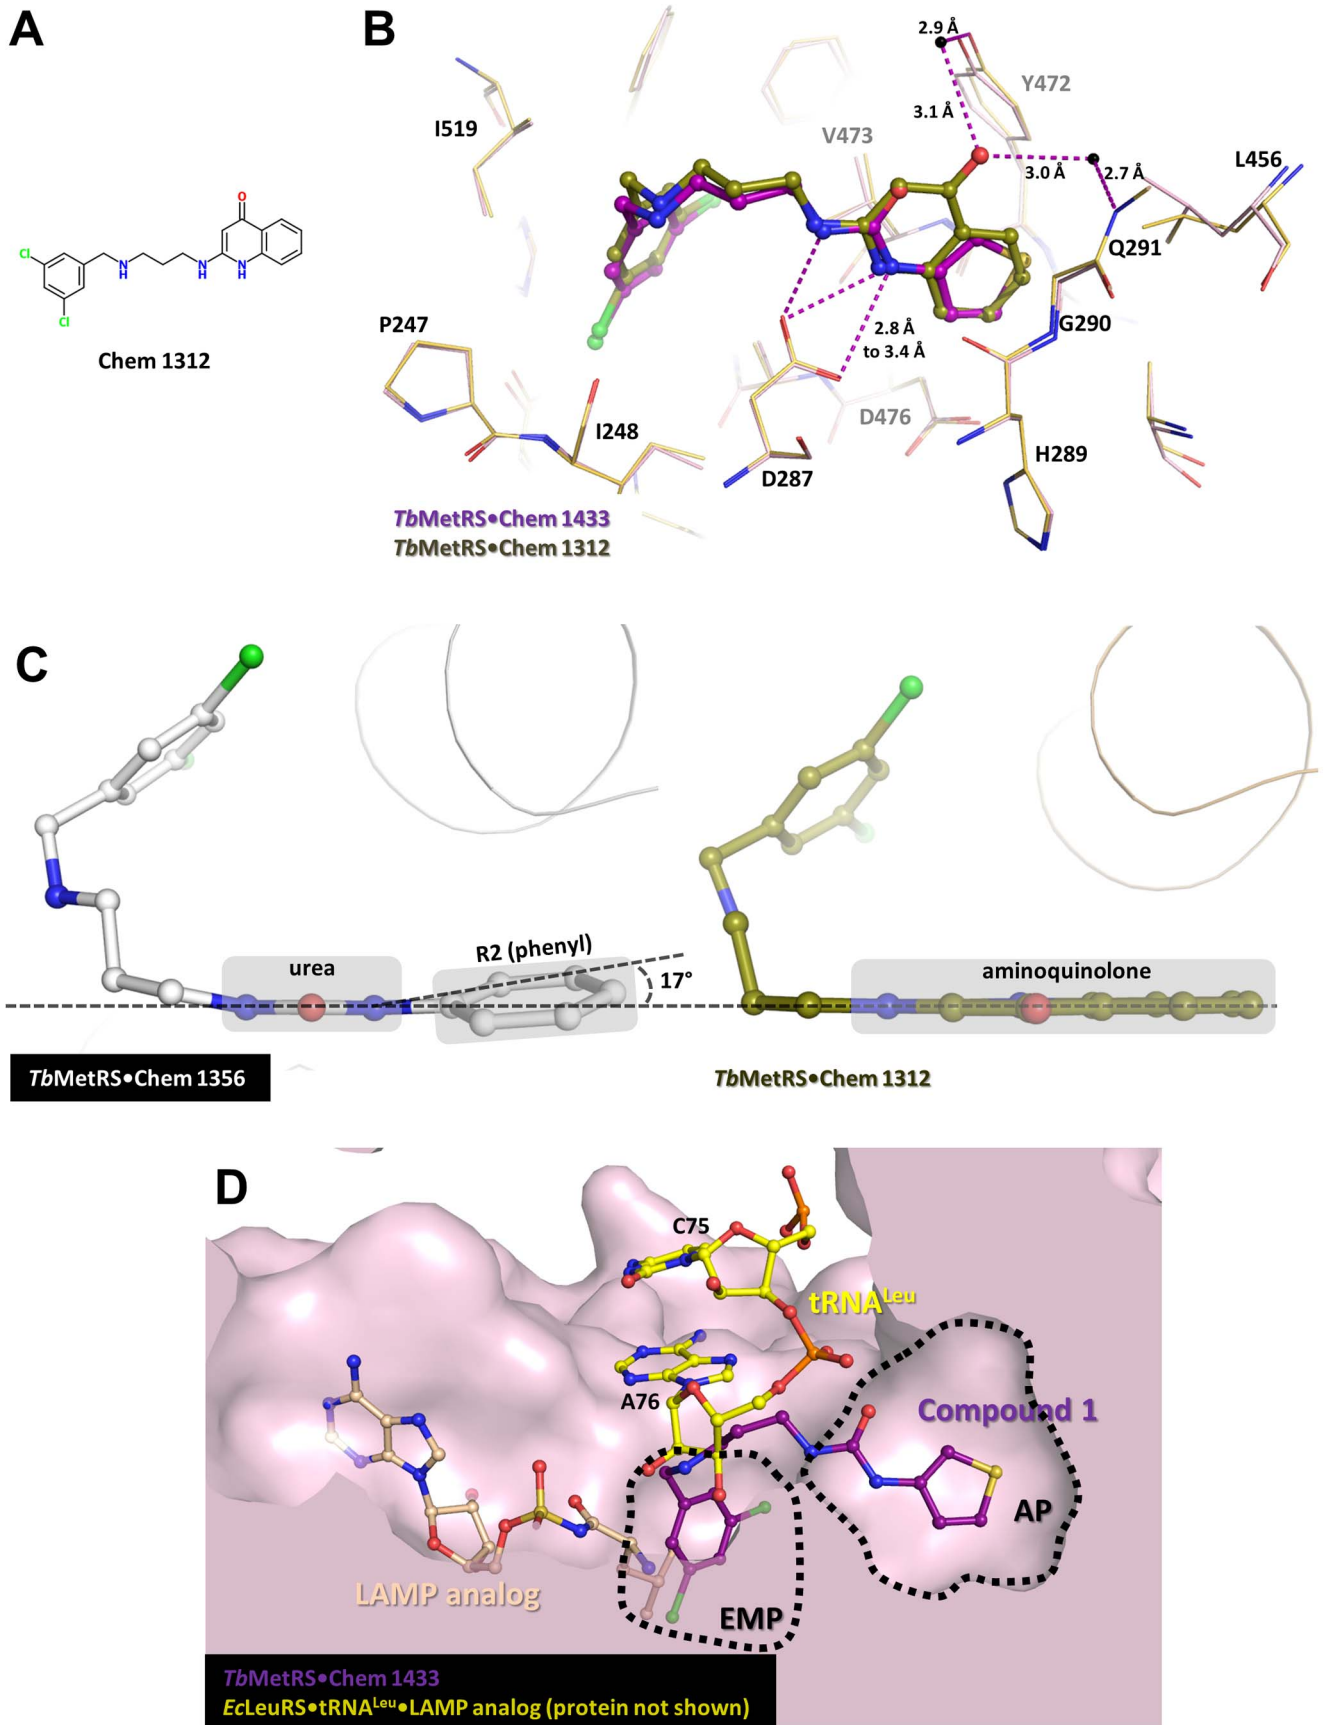 A
O
Cl
N
H
NH
N
H
Cl
Chem 1312
B
2.9 Å
Y472
3.1 Å
I519
V473
3.0 Å
2.7 Å
L456
Q291
P247
G290
2.8 Å
to 3.4 Å
I248
D476
H289
D287
TbMetRS•Chem 1433
TbMetRS•Chem 1312
C
R2 (phenyl)
urea
17°
aminoquinolone
TbMetRS•Chem 1356
TbMetRS•Chem 1312
D
C75
tRNALeu
A76
Compound 1
AP
LAMP analog
EMP
TbMetRS•Chem 1433
EcLeuRS•tRNALeu•LAMP analog (protein not shown)